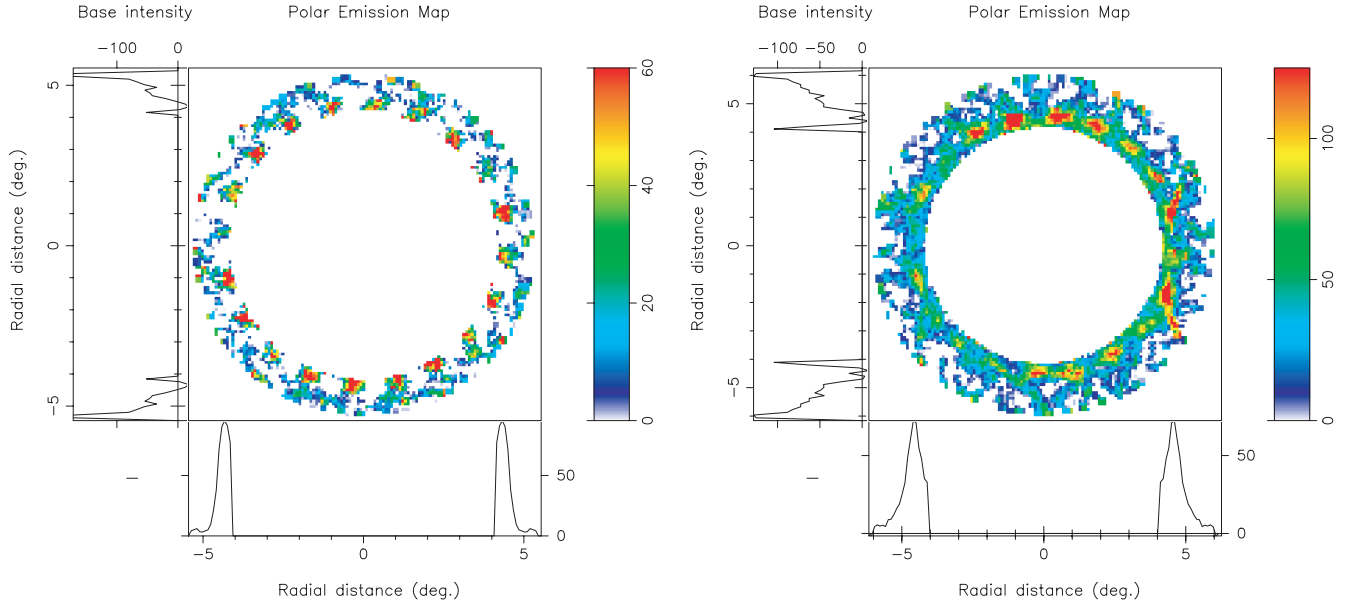 Base intensity
Polar Emission Map
−100 0
5
0
−5
Radial distance (deg.)
60
40
20
0
I
50
0
−5 0 5
Radial distance (deg.)
Base intensity
Polar Emission Map
−100 −50 0
5
0
−5
Radial distance (deg.)
100
50
0
I
50
0
−5 0 5
Radial distance (deg.)